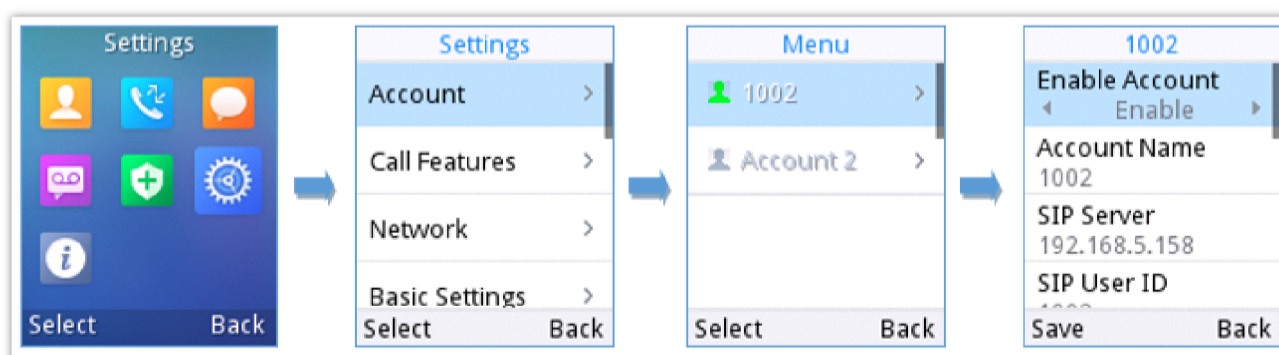 Settings
Select Back
Settings
Account
Call Features
Network
Basic Settings
Select Back
Menu
1002
Account 2
Select Back
1002
Enable Account
Enable
Account Name
1002
SIP Server
192.168.5.158
SIP User ID
Save Back